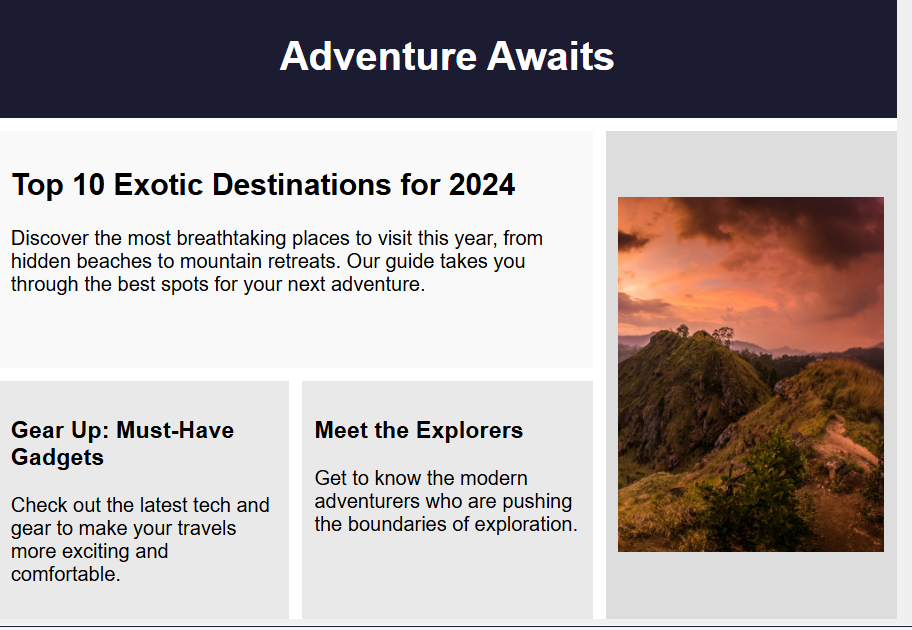 Adventure Awaits
Top 10 Exotic Destinations for 2024
Discover the most breathtaking places to visit this year, from
hidden beaches to mountain retreats. Our guide takes you
through the best spots for your next adventure.
Gear Up: Must-Have
Gadgets
Check out the latest tech and
gear to make your travels
more exciting and
comfortable.
Meet the Explorers
Get to know the modern
adventurers who are pushing
the boundaries of exploration.